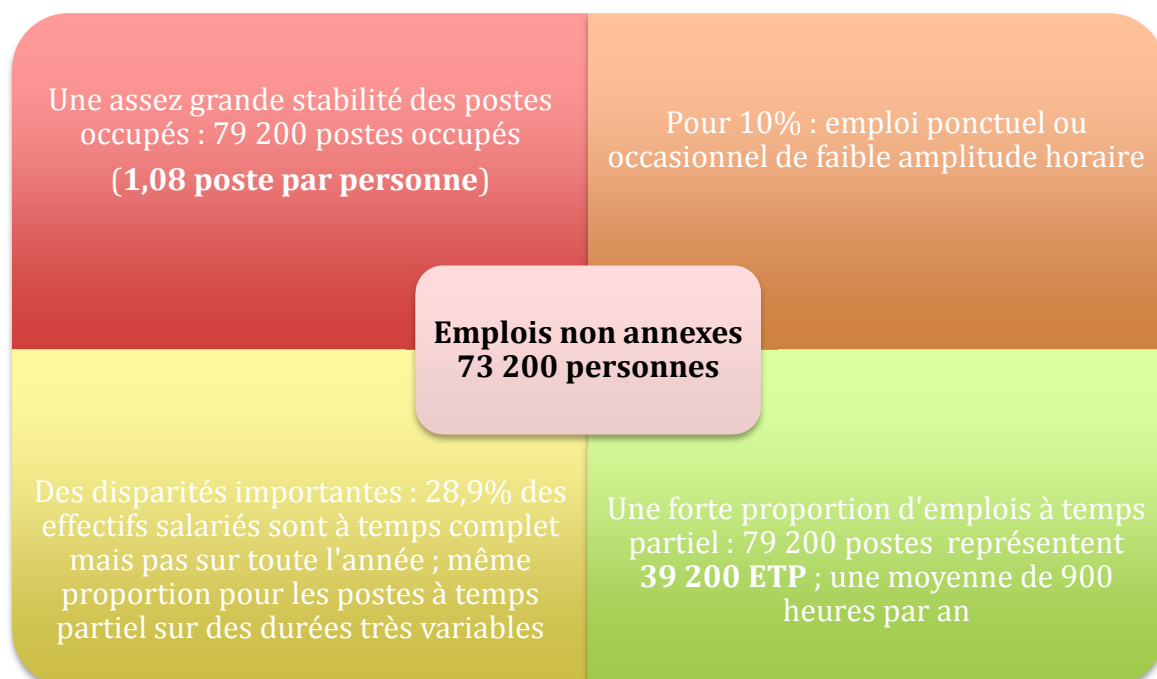 Une assez grande stabilité des postes
occupés : 79 200 postes occupés
(1,08 poste par personne)
Pour 10% : emploi ponctuel ou
occasionnel de faible amplitude horaire
Emplois non annexes
73 200 personnes
Des disparités importantes : 28,9% des
effectifs salariés sont à temps complet
mais pas sur toute l'année ; même
proportion pour les postes à temps
partiel sur des durées très variables
Une forte proportion d'emplois à temps
partiel : 79 200 postes représentent
39 200 ETP ; une moyenne de 900
heures par an